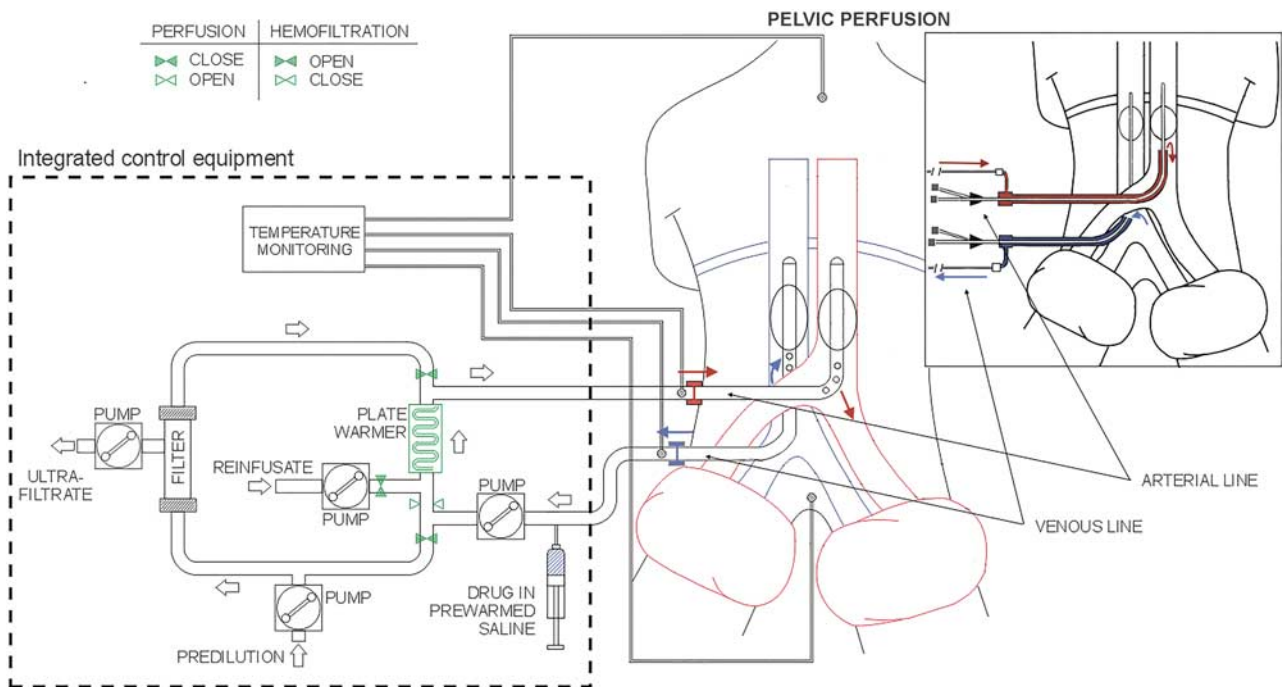 PELVIC PERFUSION
PERFUSION HEMOFILTRATION
CLOSE OPEN
OPEN CLOSE
Integrated control equipment
TEMPERATURE
MONITORING
PUMP
ULTRA-
FILTRATE
FILTER
PLATE
WARMER
REINFUSATE
PUMP
PUMP
PUMP
PREDILUTION
DRUG IN
PREWARMED
SALINE
ARTERIAL LINE
VENOUS LINE